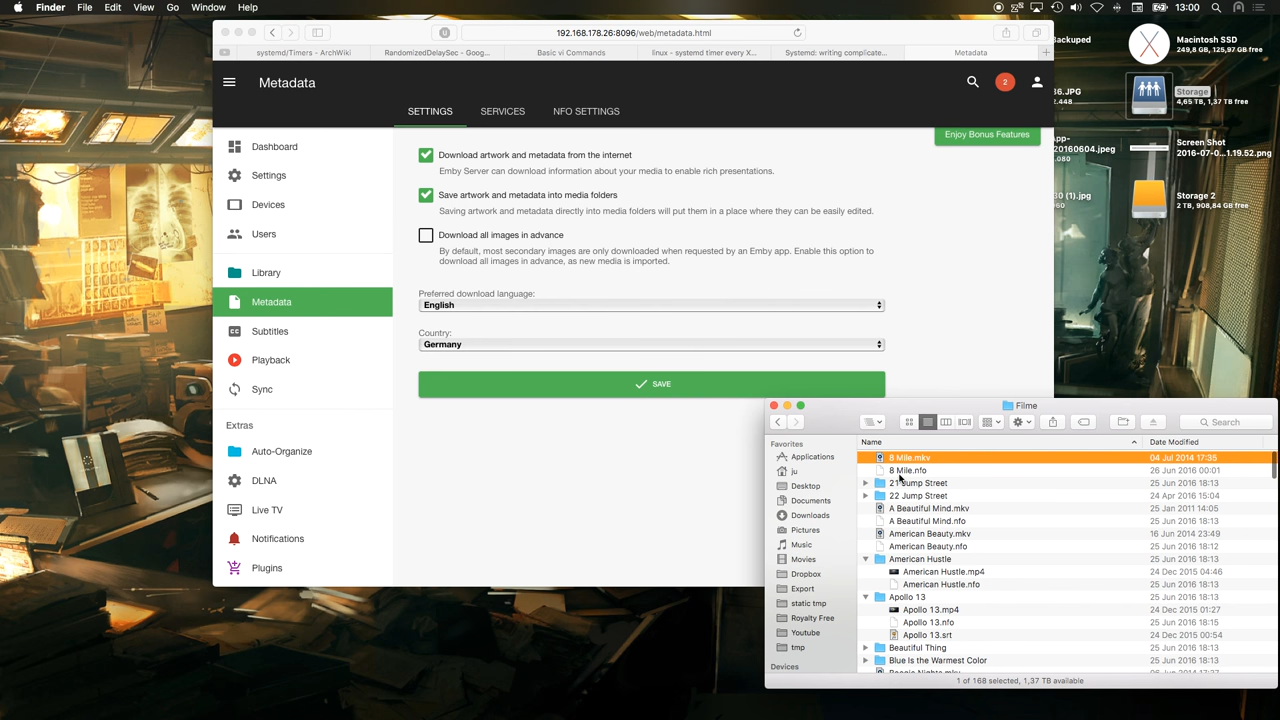 Finder File Edit View Go Window Help 13:00
192.168.178.26:8096/web/metadata.html
systemd/Timers - ArchWiki RandomizedDelaySec - Goog... Basic vi Commands linux - systemd timer every X... Systemd: writing complicate... Metadata
Metadata 2
SETTINGS SERVICES NFO SETTINGS
Enjoy Bonus Features
Dashboard
Settings
Devices
Users
Library
Metadata
Subtitles
Playback
Sync
Extras
Auto-Organize
DLNA
Live TV
Notifications
Plugins
Download artwork and metadata from the internet
Emby Server can download information about your media to enable rich presentations.
Save artwork and metadata into media folders
Saving artwork and metadata directly into media folders will put them in a place where they can be easily edited.
Download all images in advance
By default, most secondary images are only downloaded when requested by an Emby app. Enable this option to
download all images in advance, as new media is imported.
Preferred download language:
English
Country:
Germany
SAVE
Backuped
Macintosh SSD
249,8 GB, 125,97 GB free
36.JPG
2.448
Storage
4,65 TB, 1,37 TB free
App-
20160604.jpeg
.080
Screen Shot
2016-07-0...1.19.52.png
30 (1).jpg
Storage 2
2 TB, 908,84 GB free
Filme
Search
Favorites
Applications
ju
Desktop
Documents
Downloads
Pictures
Music
Movies
Dropbox
Export
static tmp
Royalty Free
Youtube
tmp
Devices
Name Date Modified
8 Mile.mkv 04 Jul 2014 17:35
8 Mile.nfo 26 Jun 2016 00:01
21 Jump Street 25 Jun 2016 18:13
22 Jump Street 24 Apr 2016 15:04
A Beautiful Mind.mkv 25 Jan 2011 14:05
A Beautiful Mind.nfo 25 Jun 2016 18:13
American Beauty.mkv 16 Jun 2014 23:49
American Beauty.nfo 25 Jun 2016 18:12
American Hustle 25 Jun 2016 18:13
American Hustle.mp4 24 Dec 2015 04:46
American Hustle.nfo 25 Jun 2016 18:13
Apollo 13 25 Jun 2016 18:13
Apollo 13.mp4 24 Dec 2015 01:27
Apollo 13.nfo 25 Jun 2016 18:15
Apollo 13.srt 24 Dec 2015 00:54
Beautiful Thing 25 Jun 2016 18:13
Blue Is the Warmest Color 25 Jun 2016 18:13
1 of 168 selected, 1,37 TB available